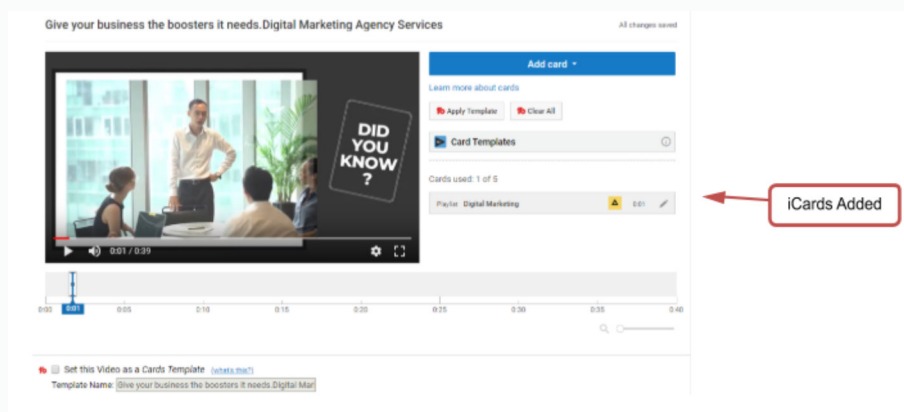 Give your business the boosters it needs.Digital Marketing Agency Services
All changes saved
Add card
Learn more about cards
Apply Template
Clear All
DID
YOU
KNOW
?
Card Templates
Cards used: 1 of 5
Playlist Digital Marketing 0:01
iCards Added
0:01 / 0:39
0:00 0:01 0:05 0:10 0:15 0:20 0:25 0:30 0:35 0:40
Set this Video as a Cards Template (whats this?)
Template Name: Give your business the boosters it needs.Digital Mar